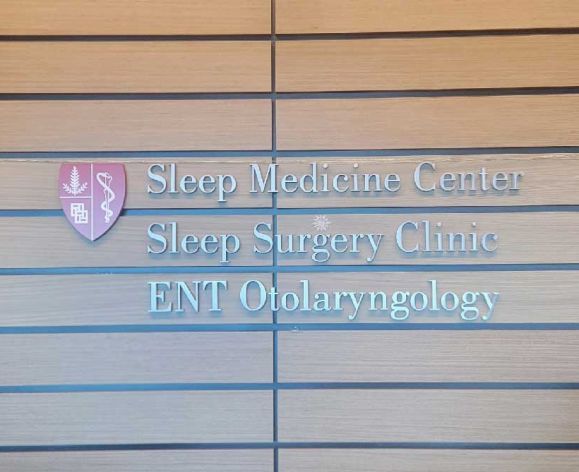 Sleep Medicine Center
Sleep Surgery Clinic
ENT Otolaryngology